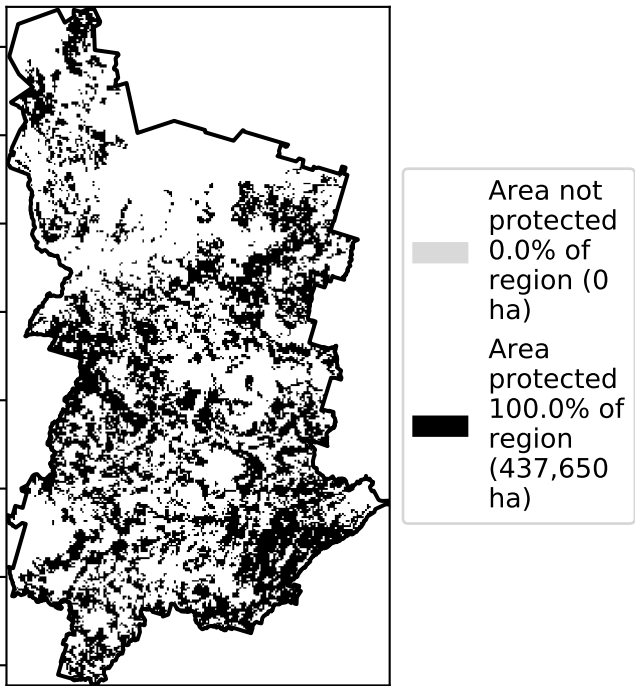 Area not
protected
0.0% of
region (0
ha)
Area
protected
100.0% of
region
(437,650
ha)